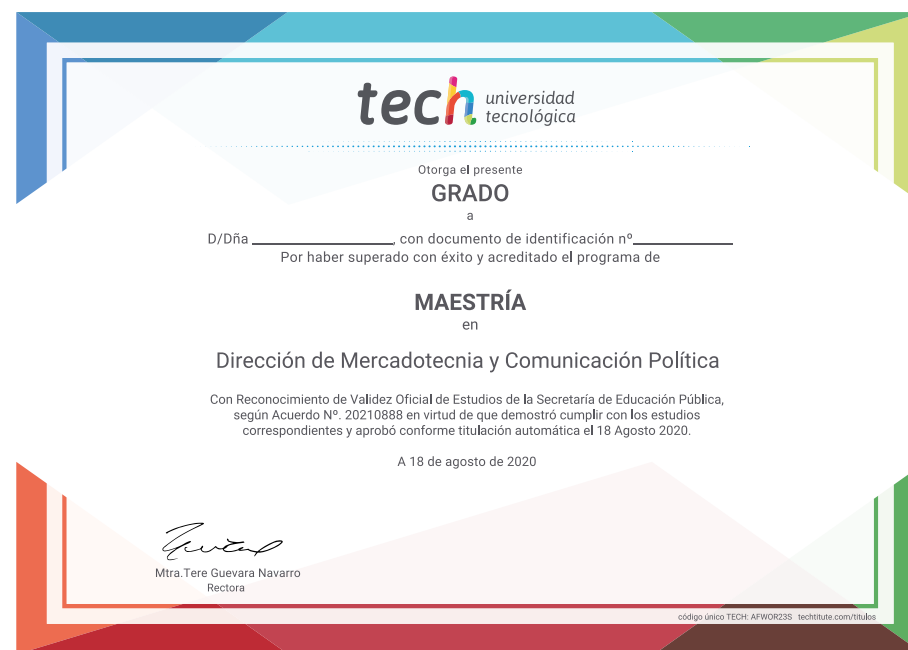 tech universidad
tecnológica
Otorga el presente
GRADO
a
D/Dña ____________, con documento de identificación nº____________
Por haber superado con éxito y acreditado el programa de
MAESTRÍA
en
Dirección de Mercadotecnia y Comunicación Política
Con Reconocimiento de Validez Oficial de Estudios de la Secretaría de Educación Pública,
según Acuerdo Nº. 20210888 en virtud de que demostró cumplir con los estudios
correspondientes y aprobó conforme titulación automática el 18 Agosto 2020.
A 18 de agosto de 2020
Mtra.Tere Guevara Navarro
Rectora
código único TECH: AFWOR23S techtitute.com/titulos